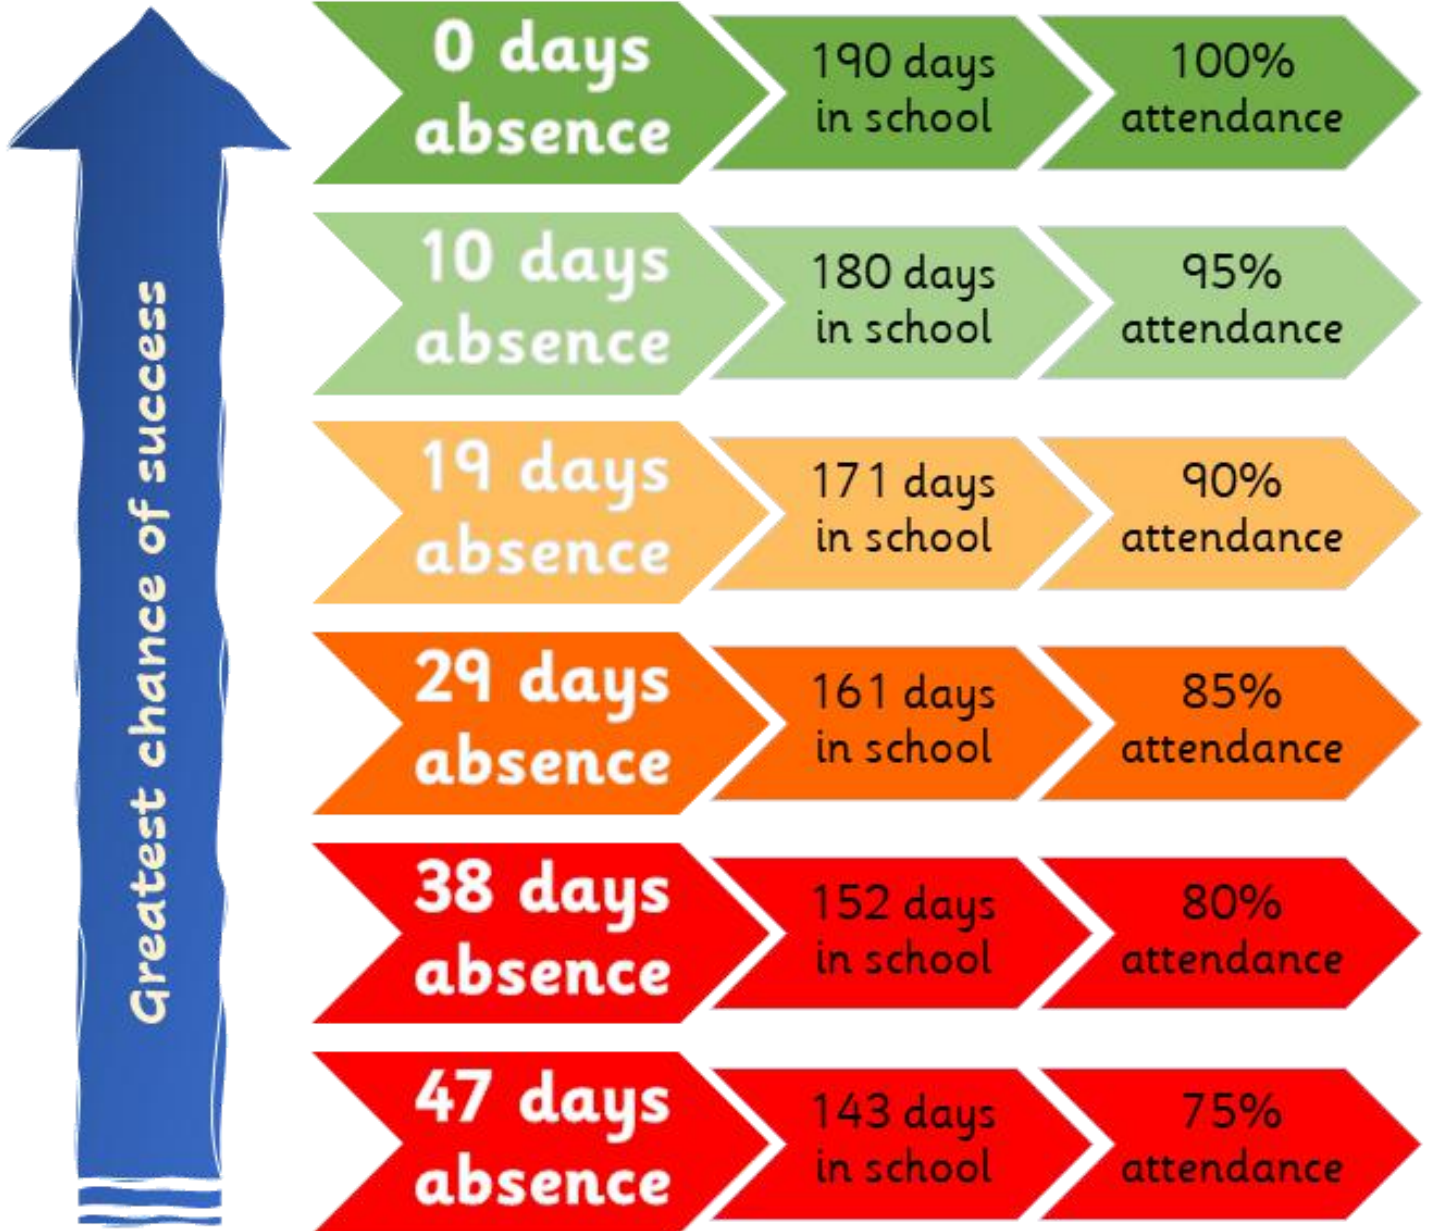 Greatest chance of success
0 days
absence
190 days
in school
100%
attendance
10 days
absence
180 days
in school
95%
attendance
19 days
absence
171 days
in school
90%
attendance
29 days
absence
161 days
in school
85%
attendance
38 days
absence
152 days
in school
80%
attendance
47 days
absence
143 days
in school
75%
attendance